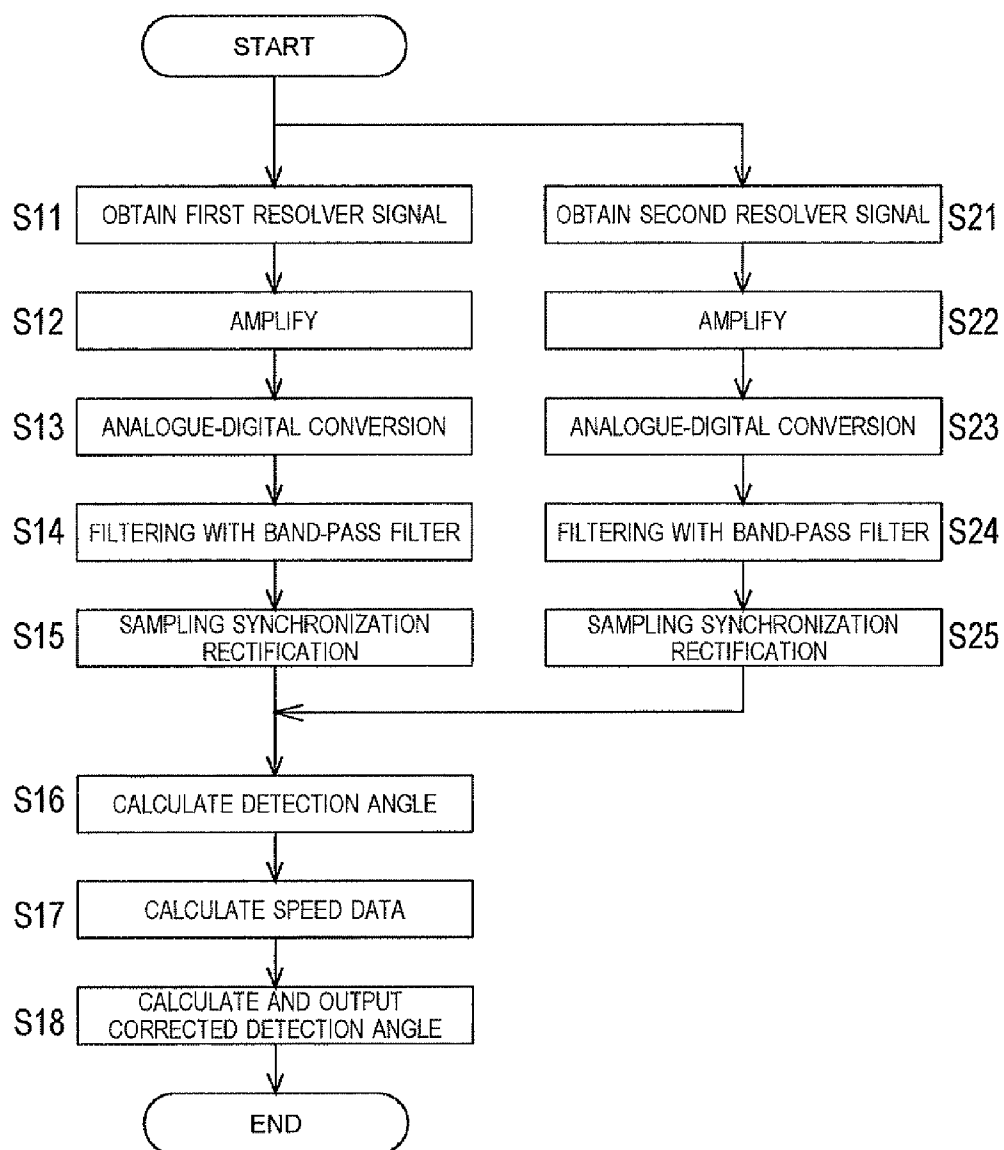 START
S11 OBTAIN FIRST RESOLVER SIGNAL
OBTAIN SECOND RESOLVER SIGNAL S21
S12 AMPLIFY
AMPLIFY S22
S13 ANALOGUE-DIGITAL CONVERSION
ANALOGUE-DIGITAL CONVERSION S23
S14 FILTERING WITH BAND-PASS FILTER
FILTERING WITH BAND-PASS FILTER S24
S15 SAMPLING SYNCHRONIZATION
RECTIFICATION
SAMPLING SYNCHRONIZATION
RECTIFICATION S25
S16 CALCULATE DETECTION ANGLE
S17 CALCULATE SPEED DATA
S18 CALCULATE AND OUTPUT
CORRECTED DETECTION ANGLE
END